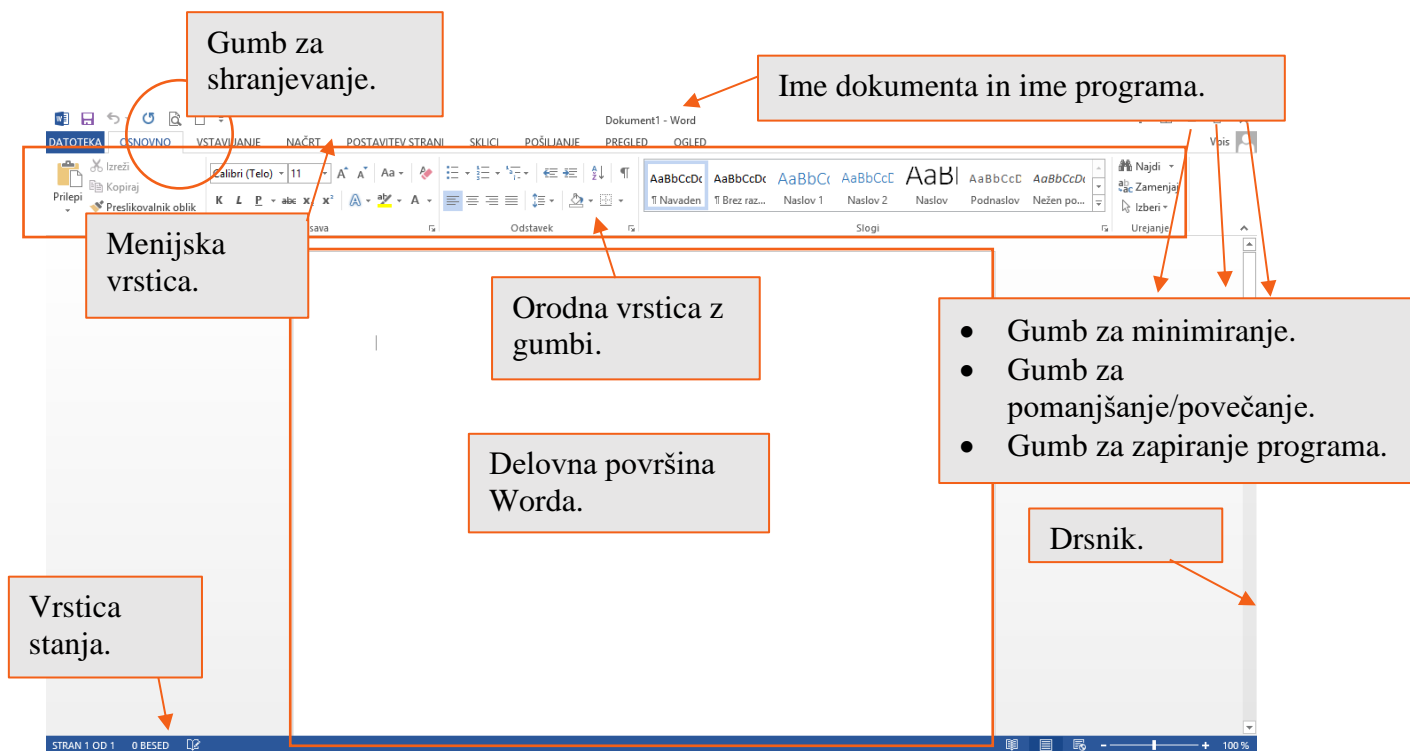 Gumb za
shranjevanje.
Ime dokumenta in ime programa.
Dokument1 - Word
DATOTEKA OSNOVNO VSTAVLJANJE NAČRT POSTAVITEV STRANI SKLICI POŠILJANJE PREGLED OGLED Vpis
Prilepi
Izreži
Kopiraj
Preslikovalnik oblik
Calibri (Telo) 11
K L P abc x x²
AaBbCcDc AaBbCcDc AaBbCc AaBbCcC AaBl AaBbCcD AaBbCcDc
¶ Navaden ¶ Brez raz... Naslov 1 Naslov 2 Naslov Podnaslov Nežen po...
Najdi
Zamenjaj
Izberi
Odstavek
Slogi
Urejanje
Menijska
vrstica.
Orodna vrstica z
gumbi.
• Gumb za minimiranje.
• Gumb za
pomanjšanje/povečanje.
• Gumb za zapiranje programa.
Delovna površina
Worda.
Drsnik.
Vrstica
stanja.
STRAN 1 OD 1 0 BESED 100 %